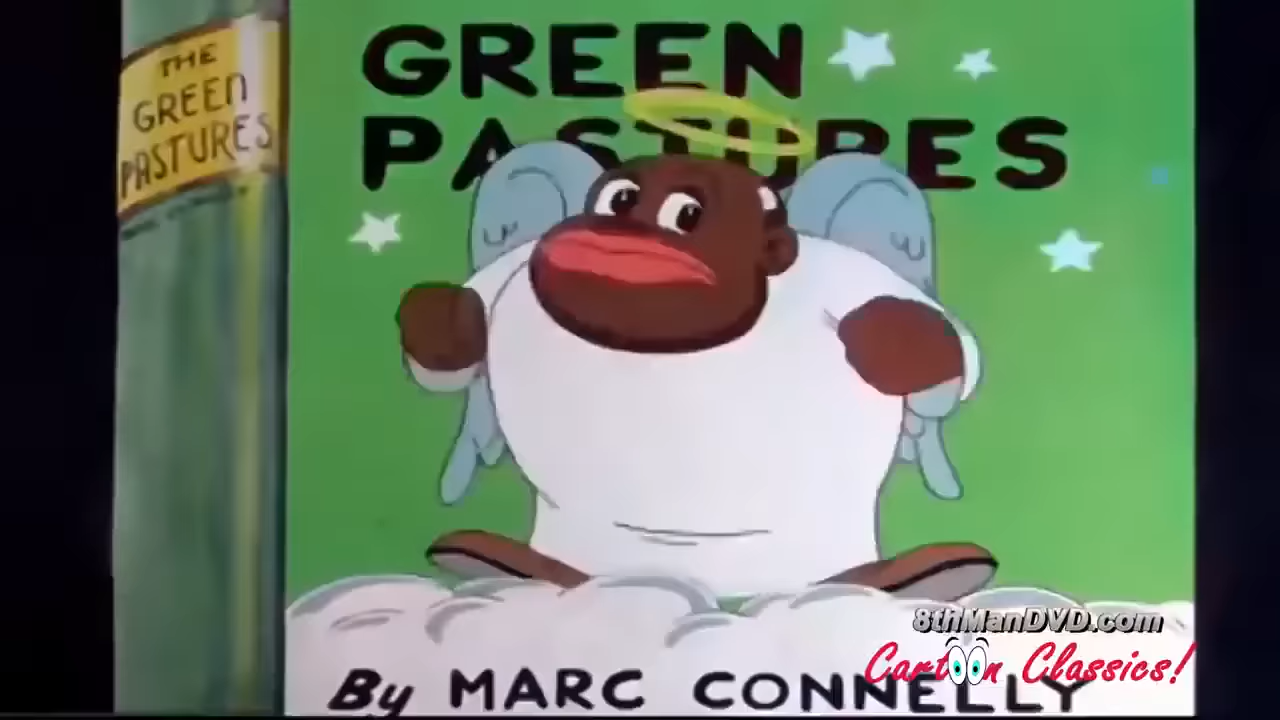 THE
GREEN
PASTURES
GREEN
PASTURES
8thManDVD.com
Cartoon Classics!
By MARC CONNELLY